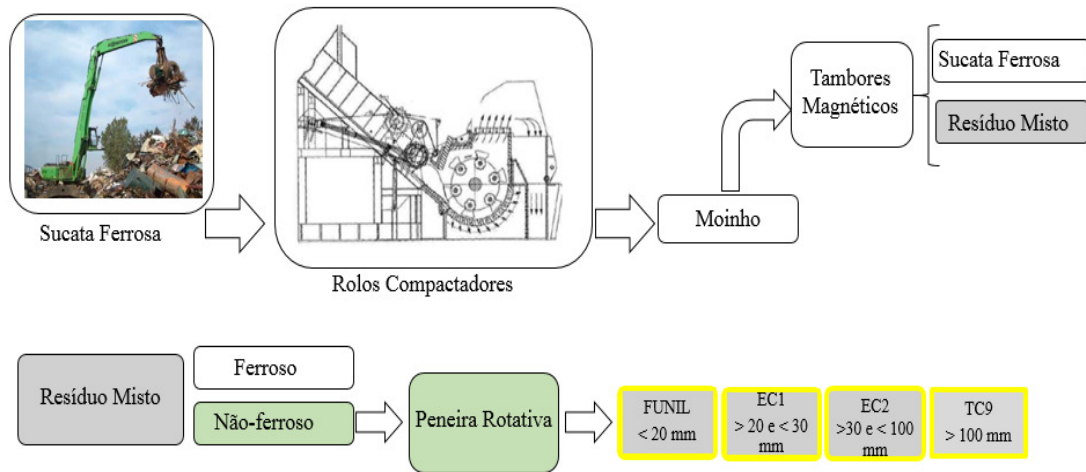 Sucata Ferrosa
Rolos Compactadores
Moinho
Tambores
Magnéticos
Sucata Ferrosa
Resíduo Misto
Resíduo Misto
Ferroso
Não-ferroso
Peneira Rotativa
FUNIL
< 20 mm
EC1
> 20 e < 30
mm
EC2
>30 e < 100
mm
TC9
> 100 mm